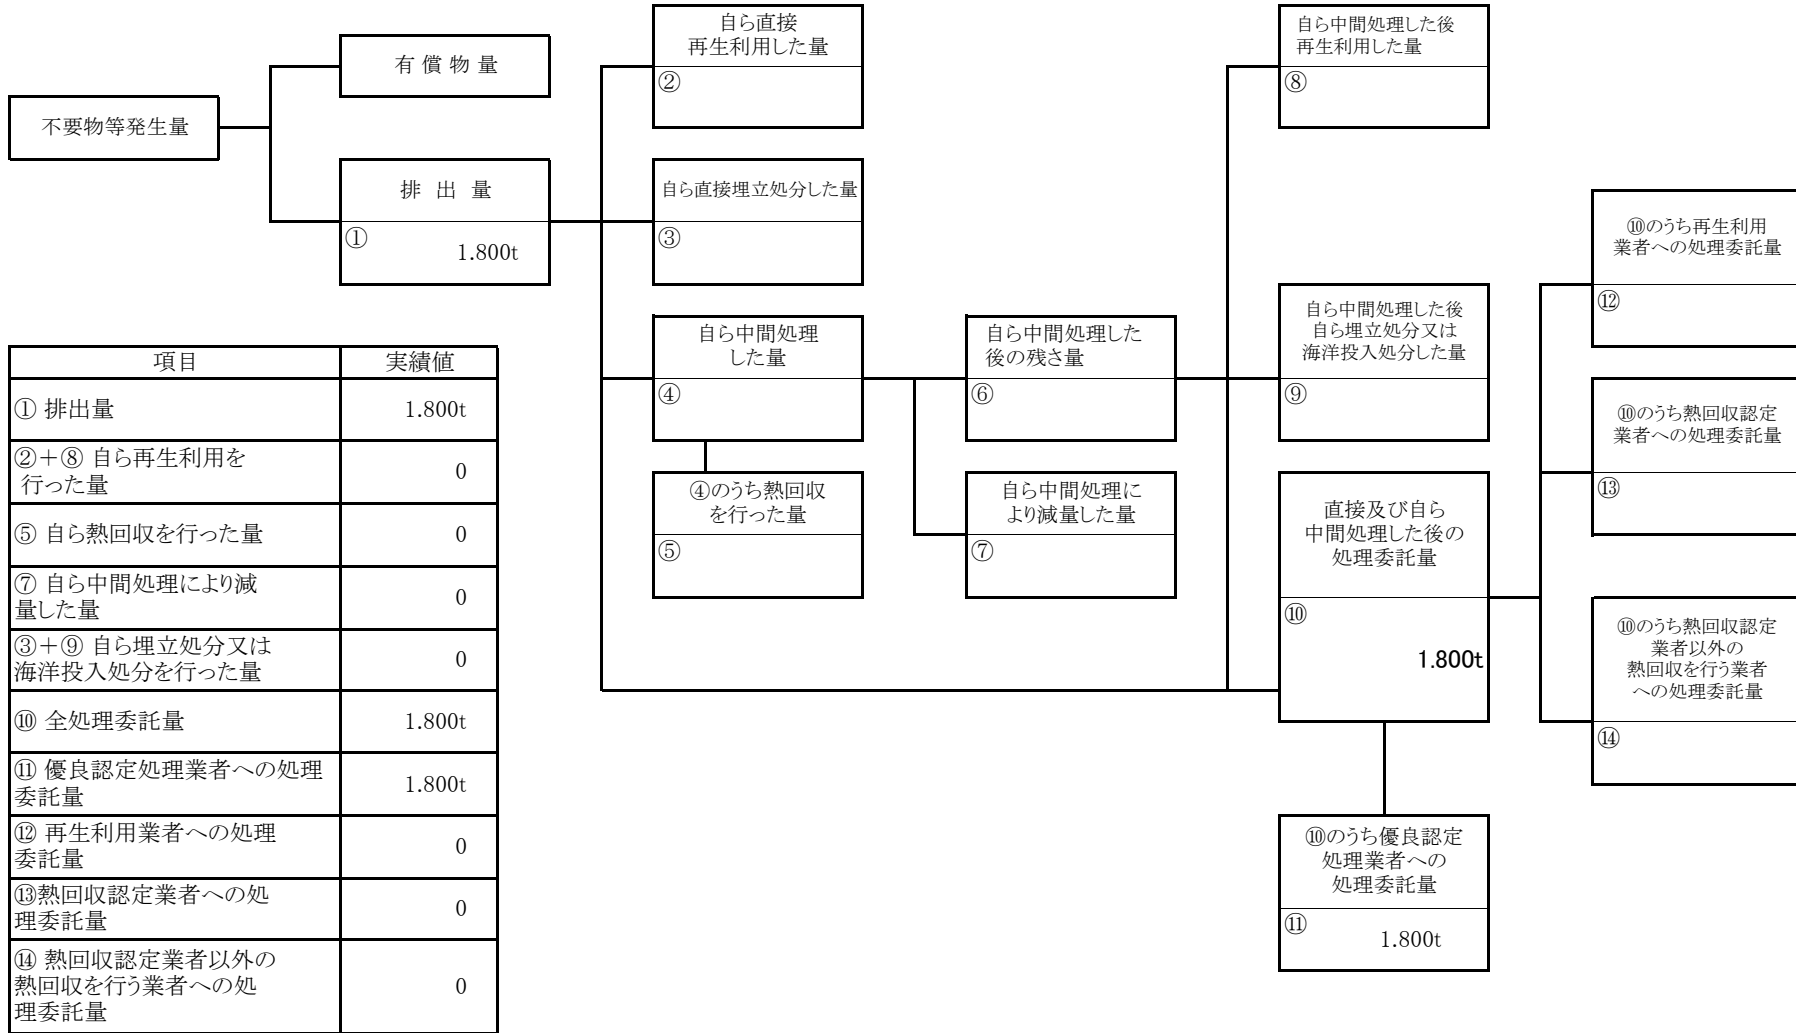 不要物等発生量
有 償 物 量
排 出 量
①
1.800t
自ら直接
再生利用した量
②
自ら直接埋立処分した量
③
自ら中間処理
した量
④
④のうち熱回収
を行った量
⑤
自ら中間処理した
後の残さ量
⑥
自ら中間処理に
より減量した量
⑦
自ら中間処理した後
再生利用した量
⑧
自ら中間処理した後
自ら埋立処分又は
海洋投入処分した量
⑨
直接及び自ら
中間処理した後の
処理委託量
⑩
1.800t
⑩のうち優良認定
処理業者への
処理委託量
⑪
1.800t
⑩のうち再生利用
業者への処理委託量
⑫
⑩のうち熱回収認定
業者への処理委託量
⑬
⑩のうち熱回収認定
業者以外の
熱回収を行う業者
への処理委託量
⑭
項目 実績値
① 排出量 1.800t
②＋⑧ 自ら再生利用を
行った量 0
⑤ 自ら熱回収を行った量 0
⑦ 自ら中間処理により減
量した量 0
③＋⑨ 自ら埋立処分又は
海洋投入処分を行った量 0
⑩ 全処理委託量 1.800t
⑪ 優良認定処理業者への処理
委託量 1.800t
⑫ 再生利用業者への処理
委託量 0
⑬熱回収認定業者への処
理委託量 0
⑭ 熱回収認定業者以外の
熱回収を行う業者への処
理委託量 0